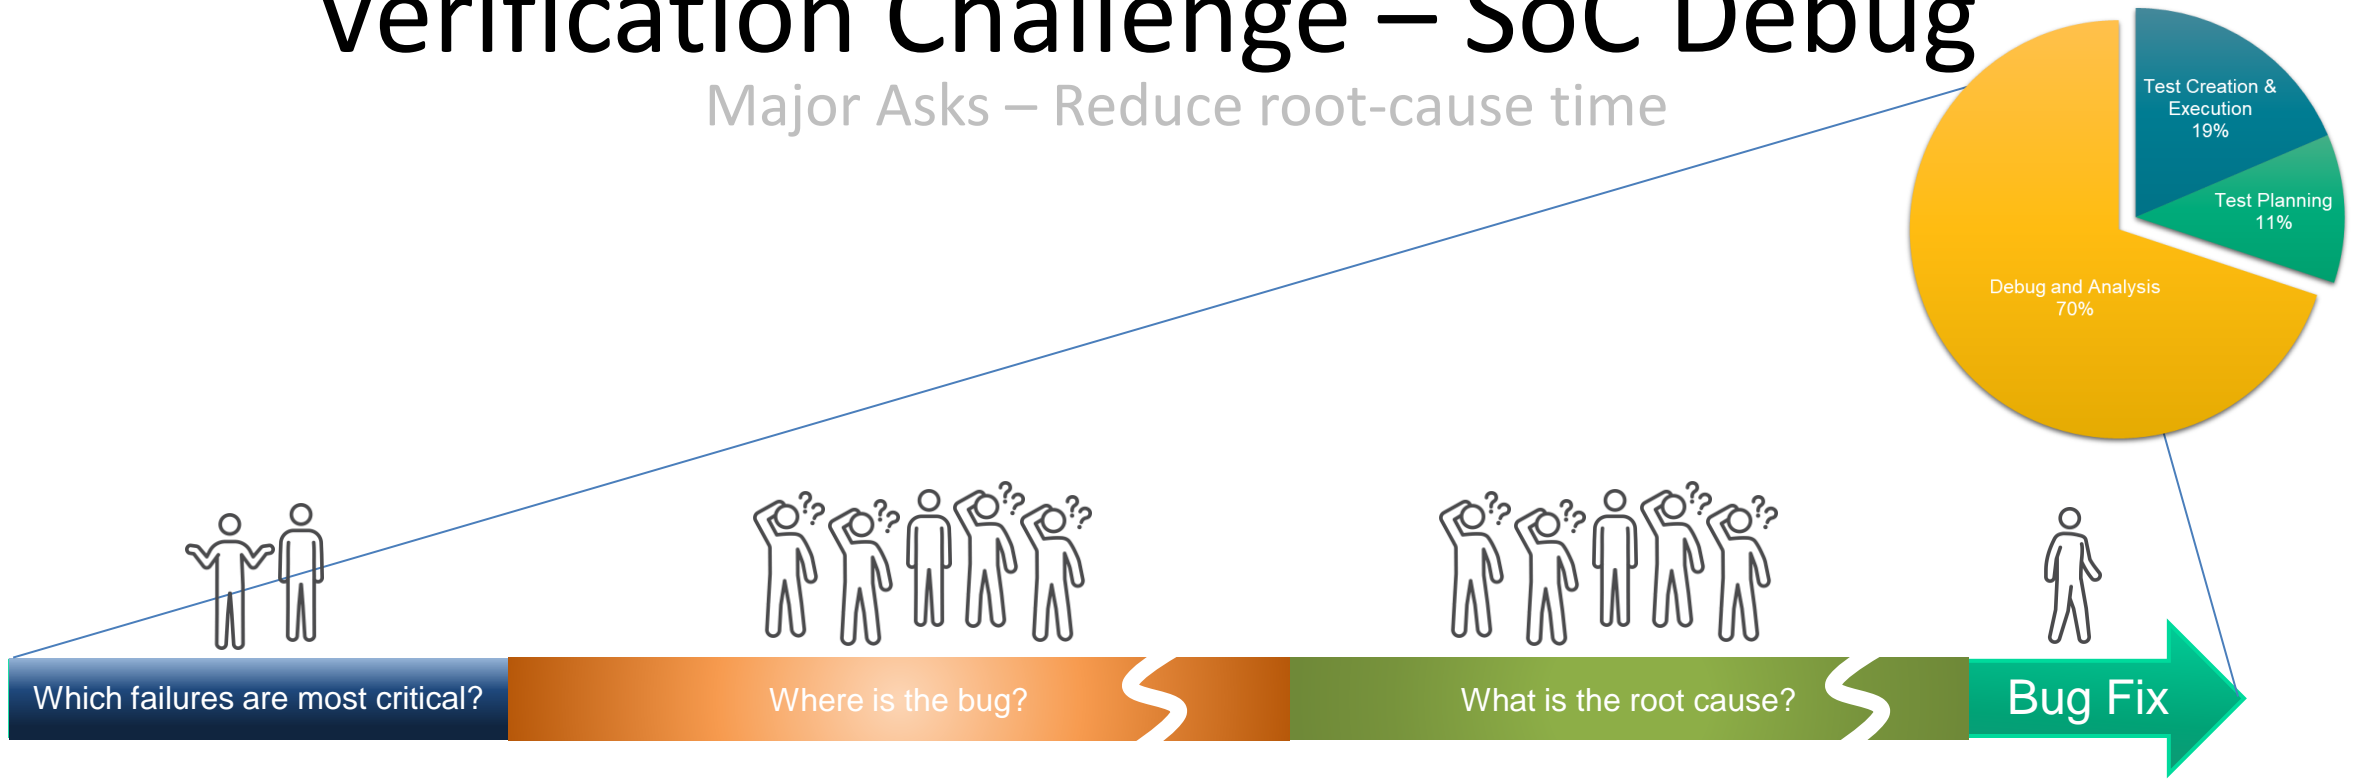 Verification Challenge – SoC Debug
Major Asks – Reduce root-cause time
Test Creation &
Execution
19%
Test Planning
11%
Debug and Analysis
70%
??
??
??
??
??
??
??
??
Which failures are most critical?
Where is the bug?
What is the root cause?
Bug Fix